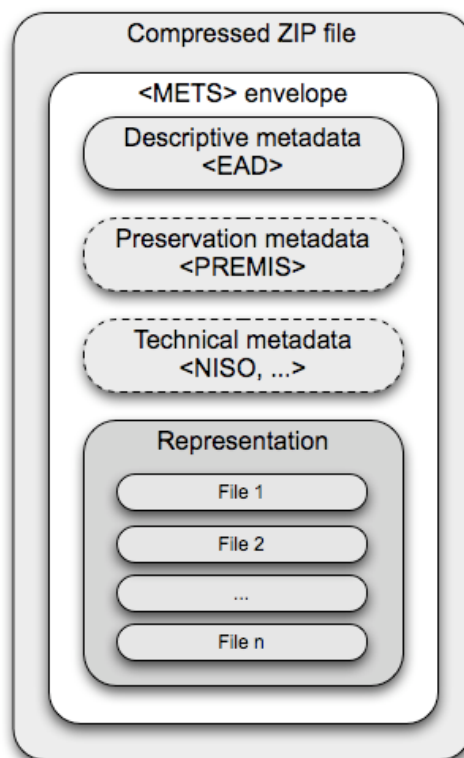 Compressed ZIP file
<METS> envelope
Descriptive metadata
<EAD>
Preservation metadata
<PREMIS>
Technical metadata
<NISO, ...>
Representation
File 1
File 2
...
File n